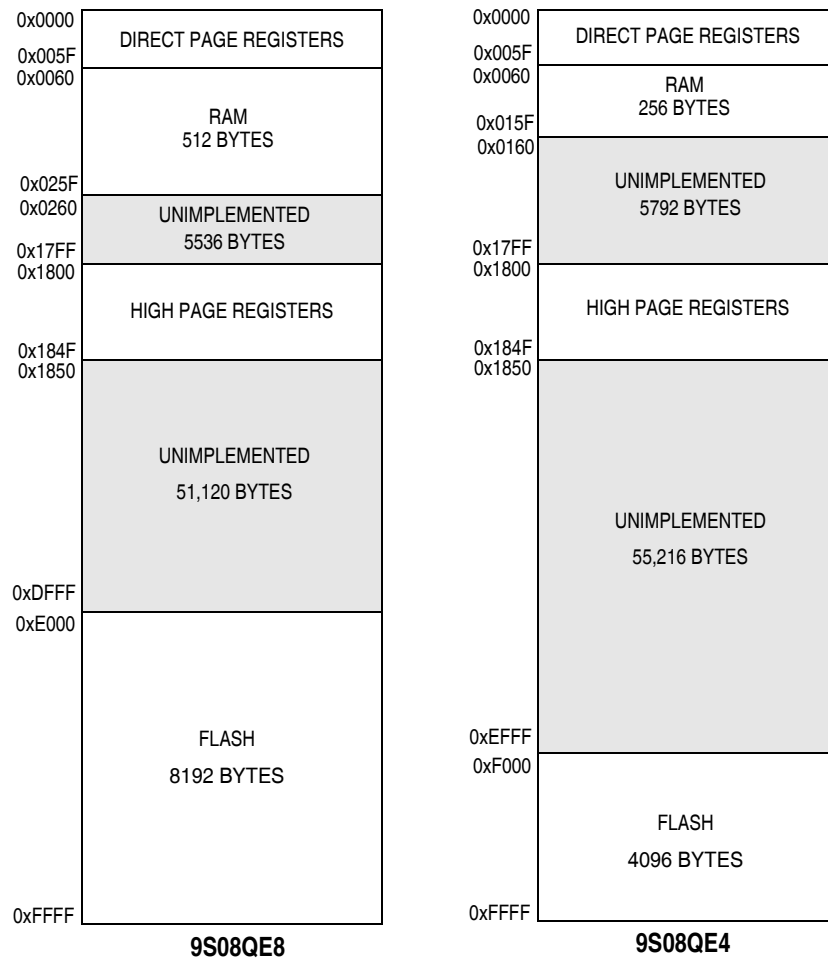 0x0000
DIRECT PAGE REGISTERS
0x005F
0x0060
RAM
512 BYTES
0x025F
0x0260
UNIMPLEMENTED
5536 BYTES
0x17FF
0x1800
HIGH PAGE REGISTERS
0x184F
0x1850
UNIMPLEMENTED
51,120 BYTES
0xDFFF
0xE000
FLASH
8192 BYTES
0xFFFF
9S08QE8
0x0000
DIRECT PAGE REGISTERS
0x005F
0x0060
RAM
256 BYTES
0x015F
0x0160
UNIMPLEMENTED
5792 BYTES
0x17FF
0x1800
HIGH PAGE REGISTERS
0x184F
0x1850
UNIMPLEMENTED
55,216 BYTES
0xEFFF
0xF000
FLASH
4096 BYTES
0xFFFF
9S08QE4